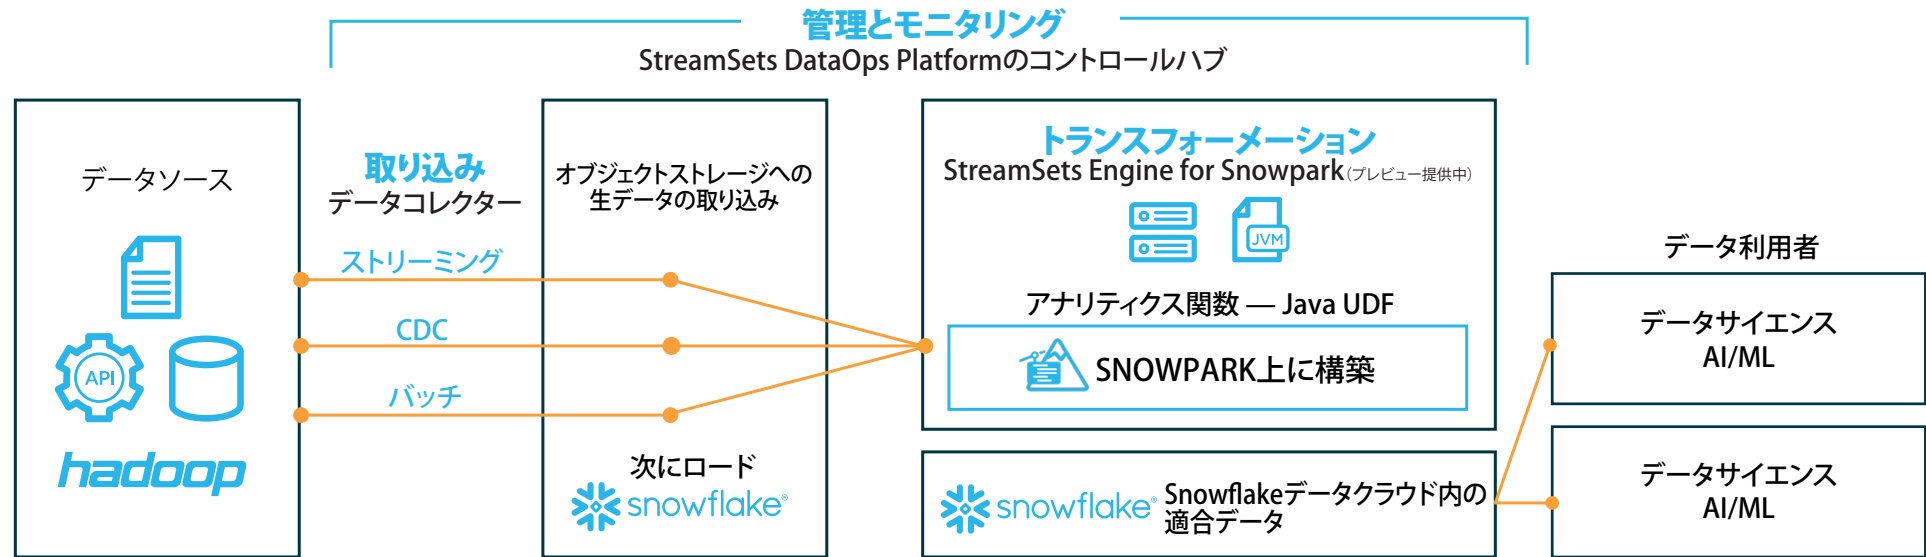 管理とモニタリング
StreamSets DataOps Platformのコントロールハブ
データソース
API
hadoop
取り込み
データコレクター
ストリーミング
CDC
バッチ
オブジェクトストレージへの
生データの取り込み
次にロード
snowflake®
トランスフォーメーション
StreamSets Engine for Snowpark(プレビュー提供中)
JVM
アナリティクス関数 — Java UDF
SNOWPARK上に構築
snowflake® Snowflakeデータクラウド内の
適合データ
データ利用者
データサイエンス
AI/ML
データサイエンス
AI/ML